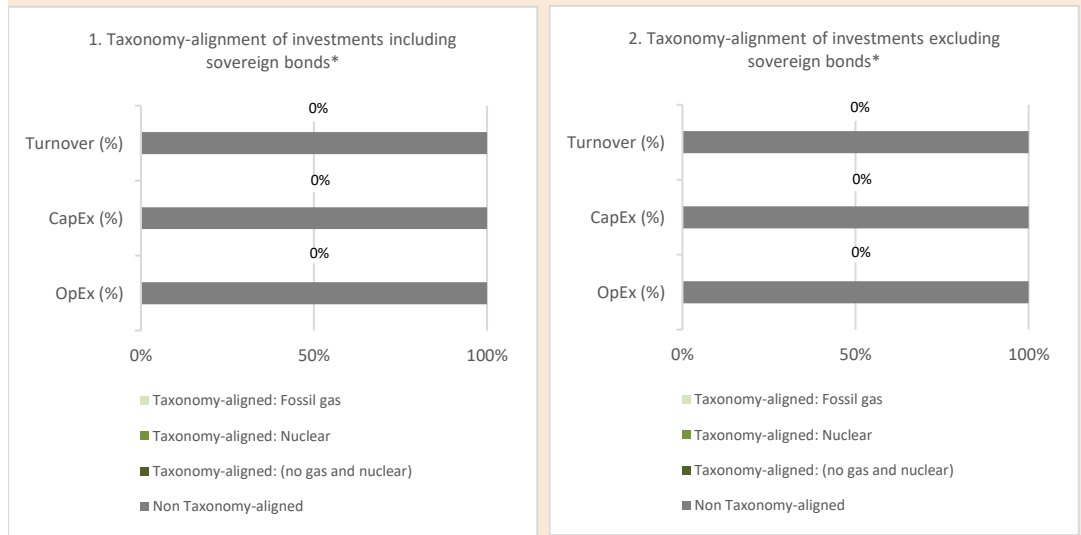 1. Taxonomy-alignment of investments including
sovereign bonds*
0%
Turnover (%)
0%
CapEx (%)
0%
OpEx (%)
0%
50%
100%
Taxonomy-aligned: Fossil gas
Taxonomy-aligned: Nuclear
Taxonomy-aligned: (no gas and nuclear)
Non Taxonomy-aligned
2. Taxonomy-alignment of investments excluding
sovereign bonds*
0%
Turnover (%)
0%
CapEx (%)
0%
OpEx (%)
0%
50%
100%
Taxonomy-aligned: Fossil gas
Taxonomy-aligned: Nuclear
Taxonomy-aligned: (no gas and nuclear)
Non Taxonomy-aligned